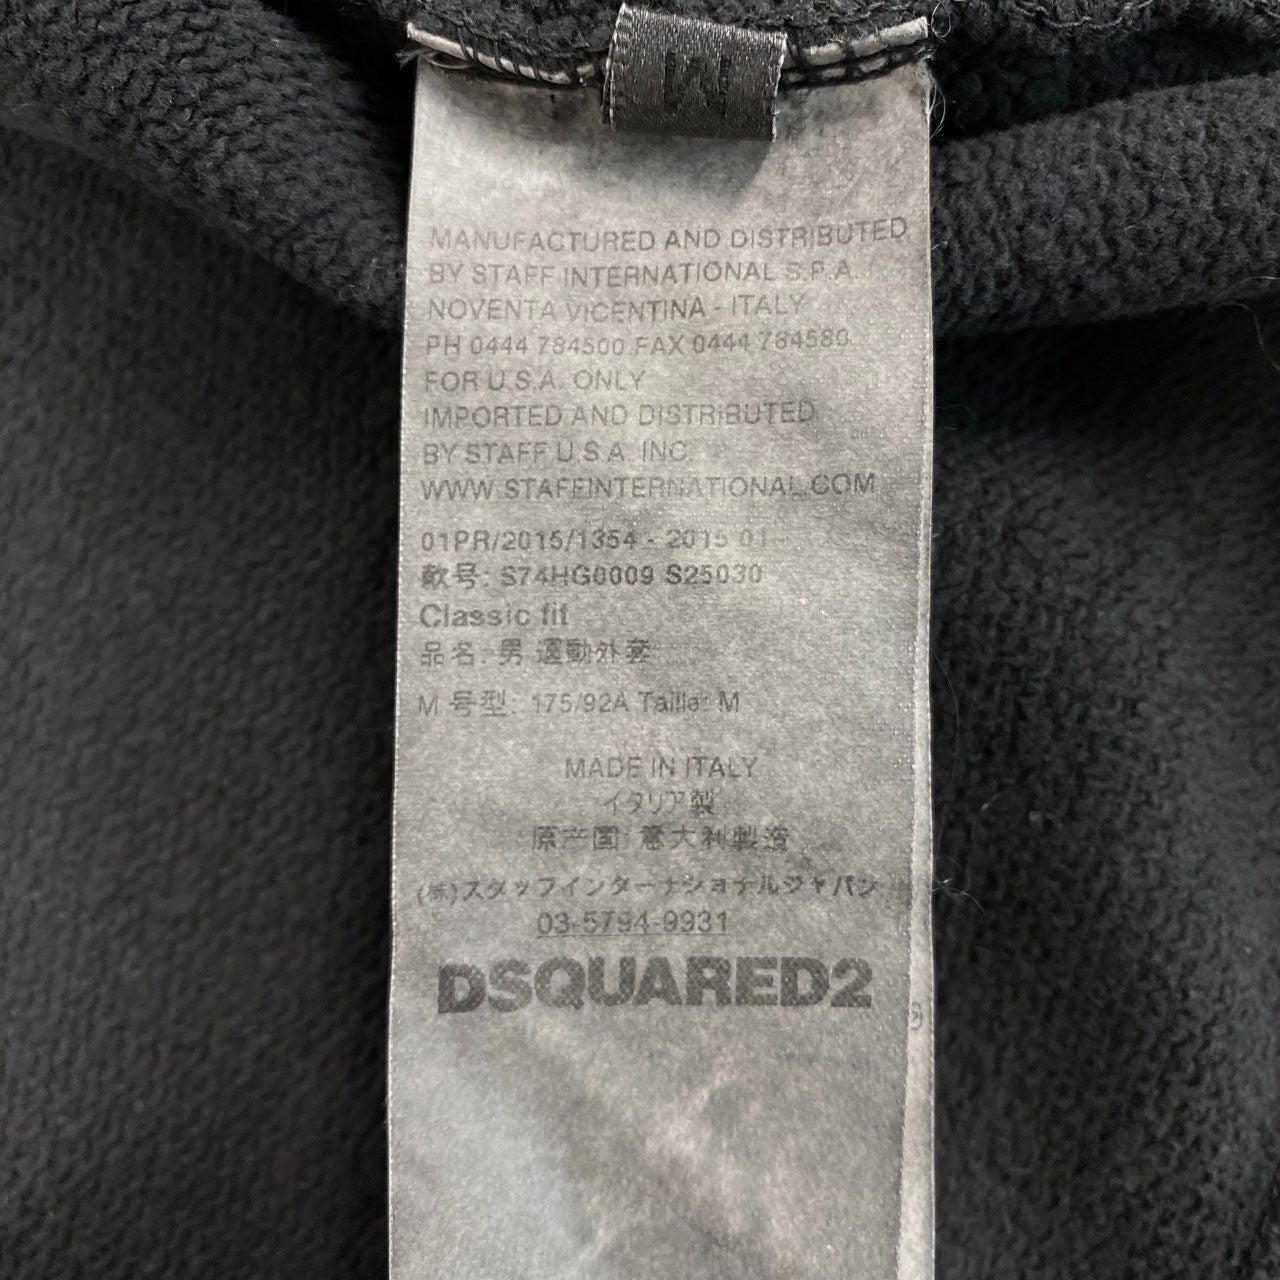 M
MANUFACTURED AND DISTRIBUTED
BY STAFF INTERNATIONAL S.P.A.
NOVENTA VICENTINA - ITALY
PH 0444 784500 FAX 0444 784580
FOR U.S.A. ONLY
IMPORTED AND DISTRIBUTED
BY STAFF U.S.A. INC.
WWW.STAFFINTERNATIONAL.COM
01PR/2015/1354 - 2015 01
款号: S74HG0009 S25030
Classic fit
品名: 男 運動外套
M 号型: 175/92A Taille: M
MADE IN ITALY
イタリア製
原产国: 意大利製造
(株)スタッフインターナショナルジャパン
03-5794-9931
DSQUARED2